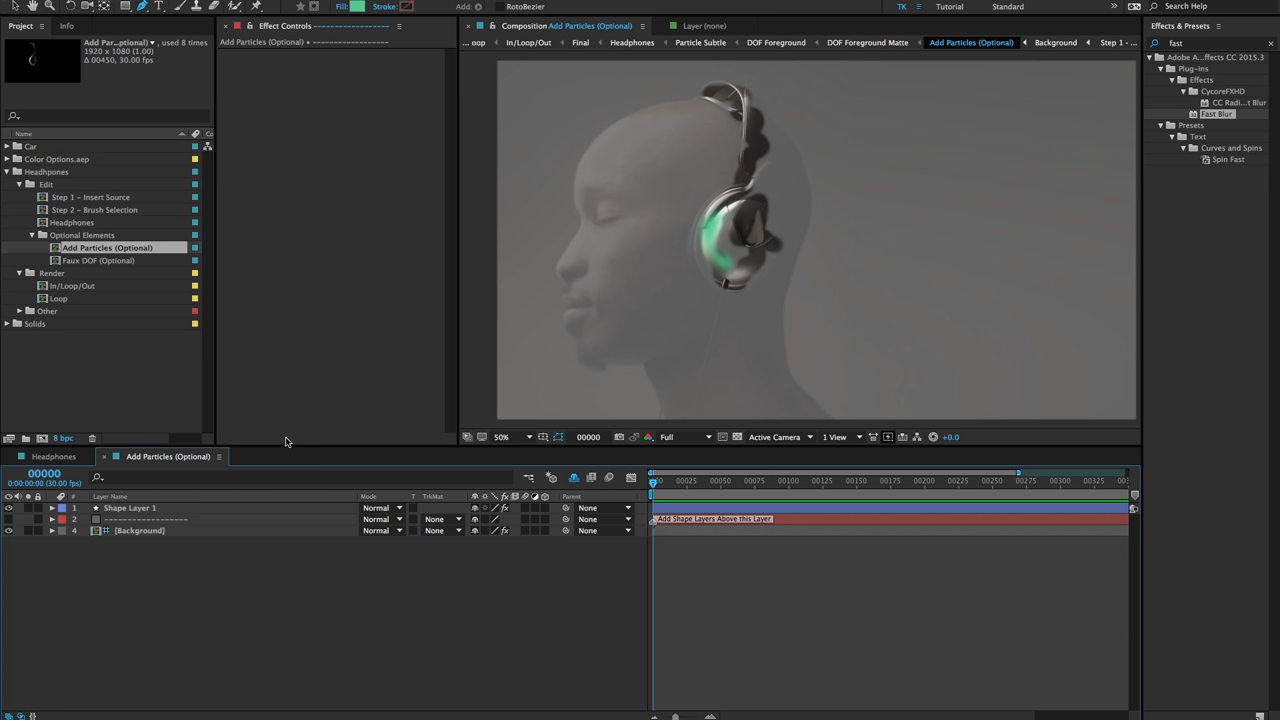 Fill:
Stroke:
Add:
RotoBezier
TK
Tutorial
Standard
Search Help
Project
Info
Add Par...ptional) , used 8 times
1920 x 1080 (1.00)
Δ 00450, 30.00 fps
Name
Co
Car
Color Options.aep
Headphones
Edit
Step 1 – Insert Source
Step 2 – Brush Selection
Headphones
Optional Elements
Add Particles (Optional)
Faux DOF (Optional)
Render
In/Loop/Out
Loop
Other
Solids
8 bpc
Effect Controls
Add Particles (Optional) •
Composition Add Particles (Optional)
Layer (none)
... oop
In/Loop/Out
Final
Headphones
Particle Subtle
DOF Foreground
DOF Foreground Matte
Add Particles (Optional)
Background
Step 1 - ...
50%
00000
Full
Active Camera
1 View
+0.0
Effects & Presets
fast
Adobe A...ffects CC 2015.3
Plug-ins
Effects
CycoreFXHD
CC Radi...t Blur
Fast Blur
Presets
Text
Curves and Spins
Spin Fast
Headphones
Add Particles (Optional)
00000
0:00:00:00 (30.00 fps)
# Layer Name Mode T TrkMat Parent
1 Shape Layer 1 Normal None
2 ------------------- Normal None None
4 [Background] Normal None None
00025 00050 00075 00100 00125 00150 00175 00200 00225 00250 00275 00300 00325
Add Shape Layers Above this Layer